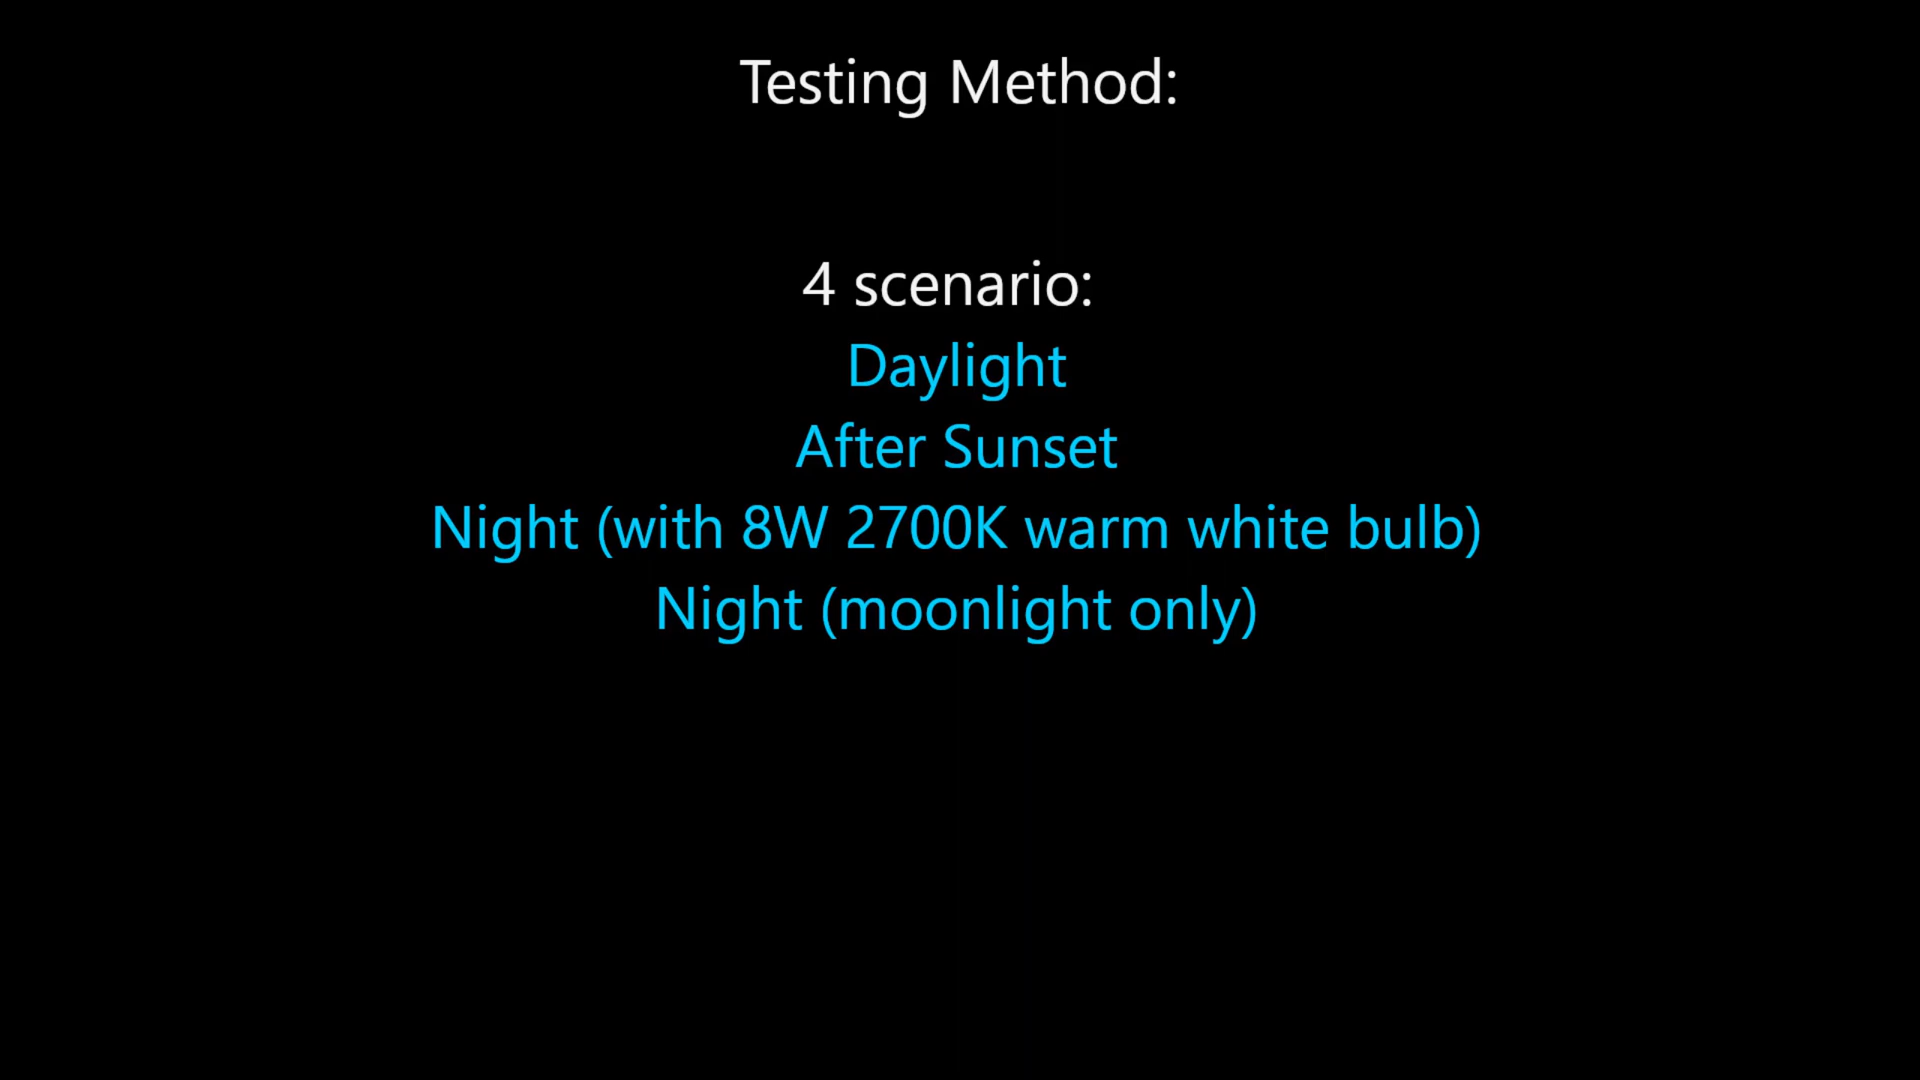 Testing Method:
4 scenario:
Daylight
After Sunset
Night (with 8W 2700K warm white bulb)
Night (moonlight only)